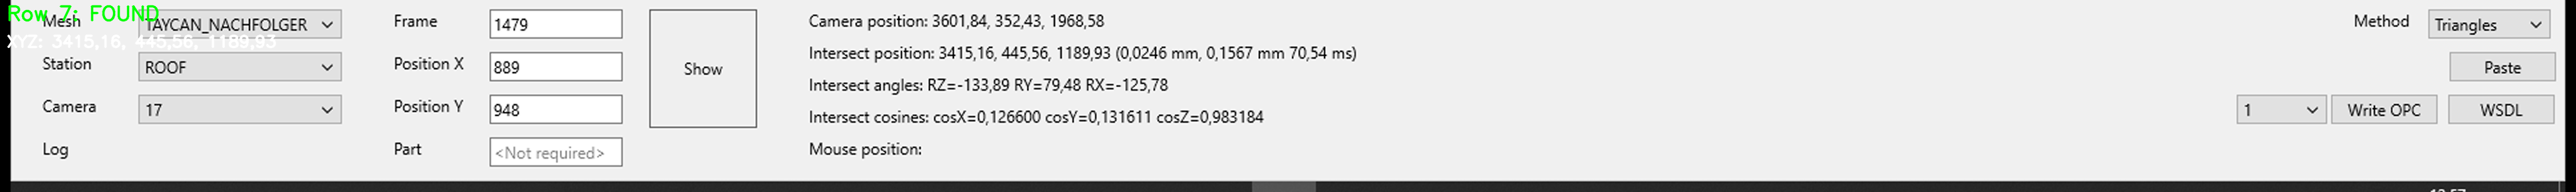 Row 7: FOUND
XYZ: 3415,16, 445,56, 1189,93
Mesh TAYCAN_NACHFOLGER
Station ROOF
Camera 17
Log
Frame 1479
Position X 889
Position Y 948
Part <Not required>
Show
Camera position: 3601,84, 352,43, 1968,58
Intersect position: 3415,16, 445,56, 1189,93 (0,0246 mm, 0,1567 mm 70,54 ms)
Intersect angles: RZ=-133,89 RY=79,48 RX=-125,78
Intersect cosines: cosX=0,126600 cosY=0,131611 cosZ=0,983184
Mouse position:
Method Triangles
Paste
1 Write OPC WSDL